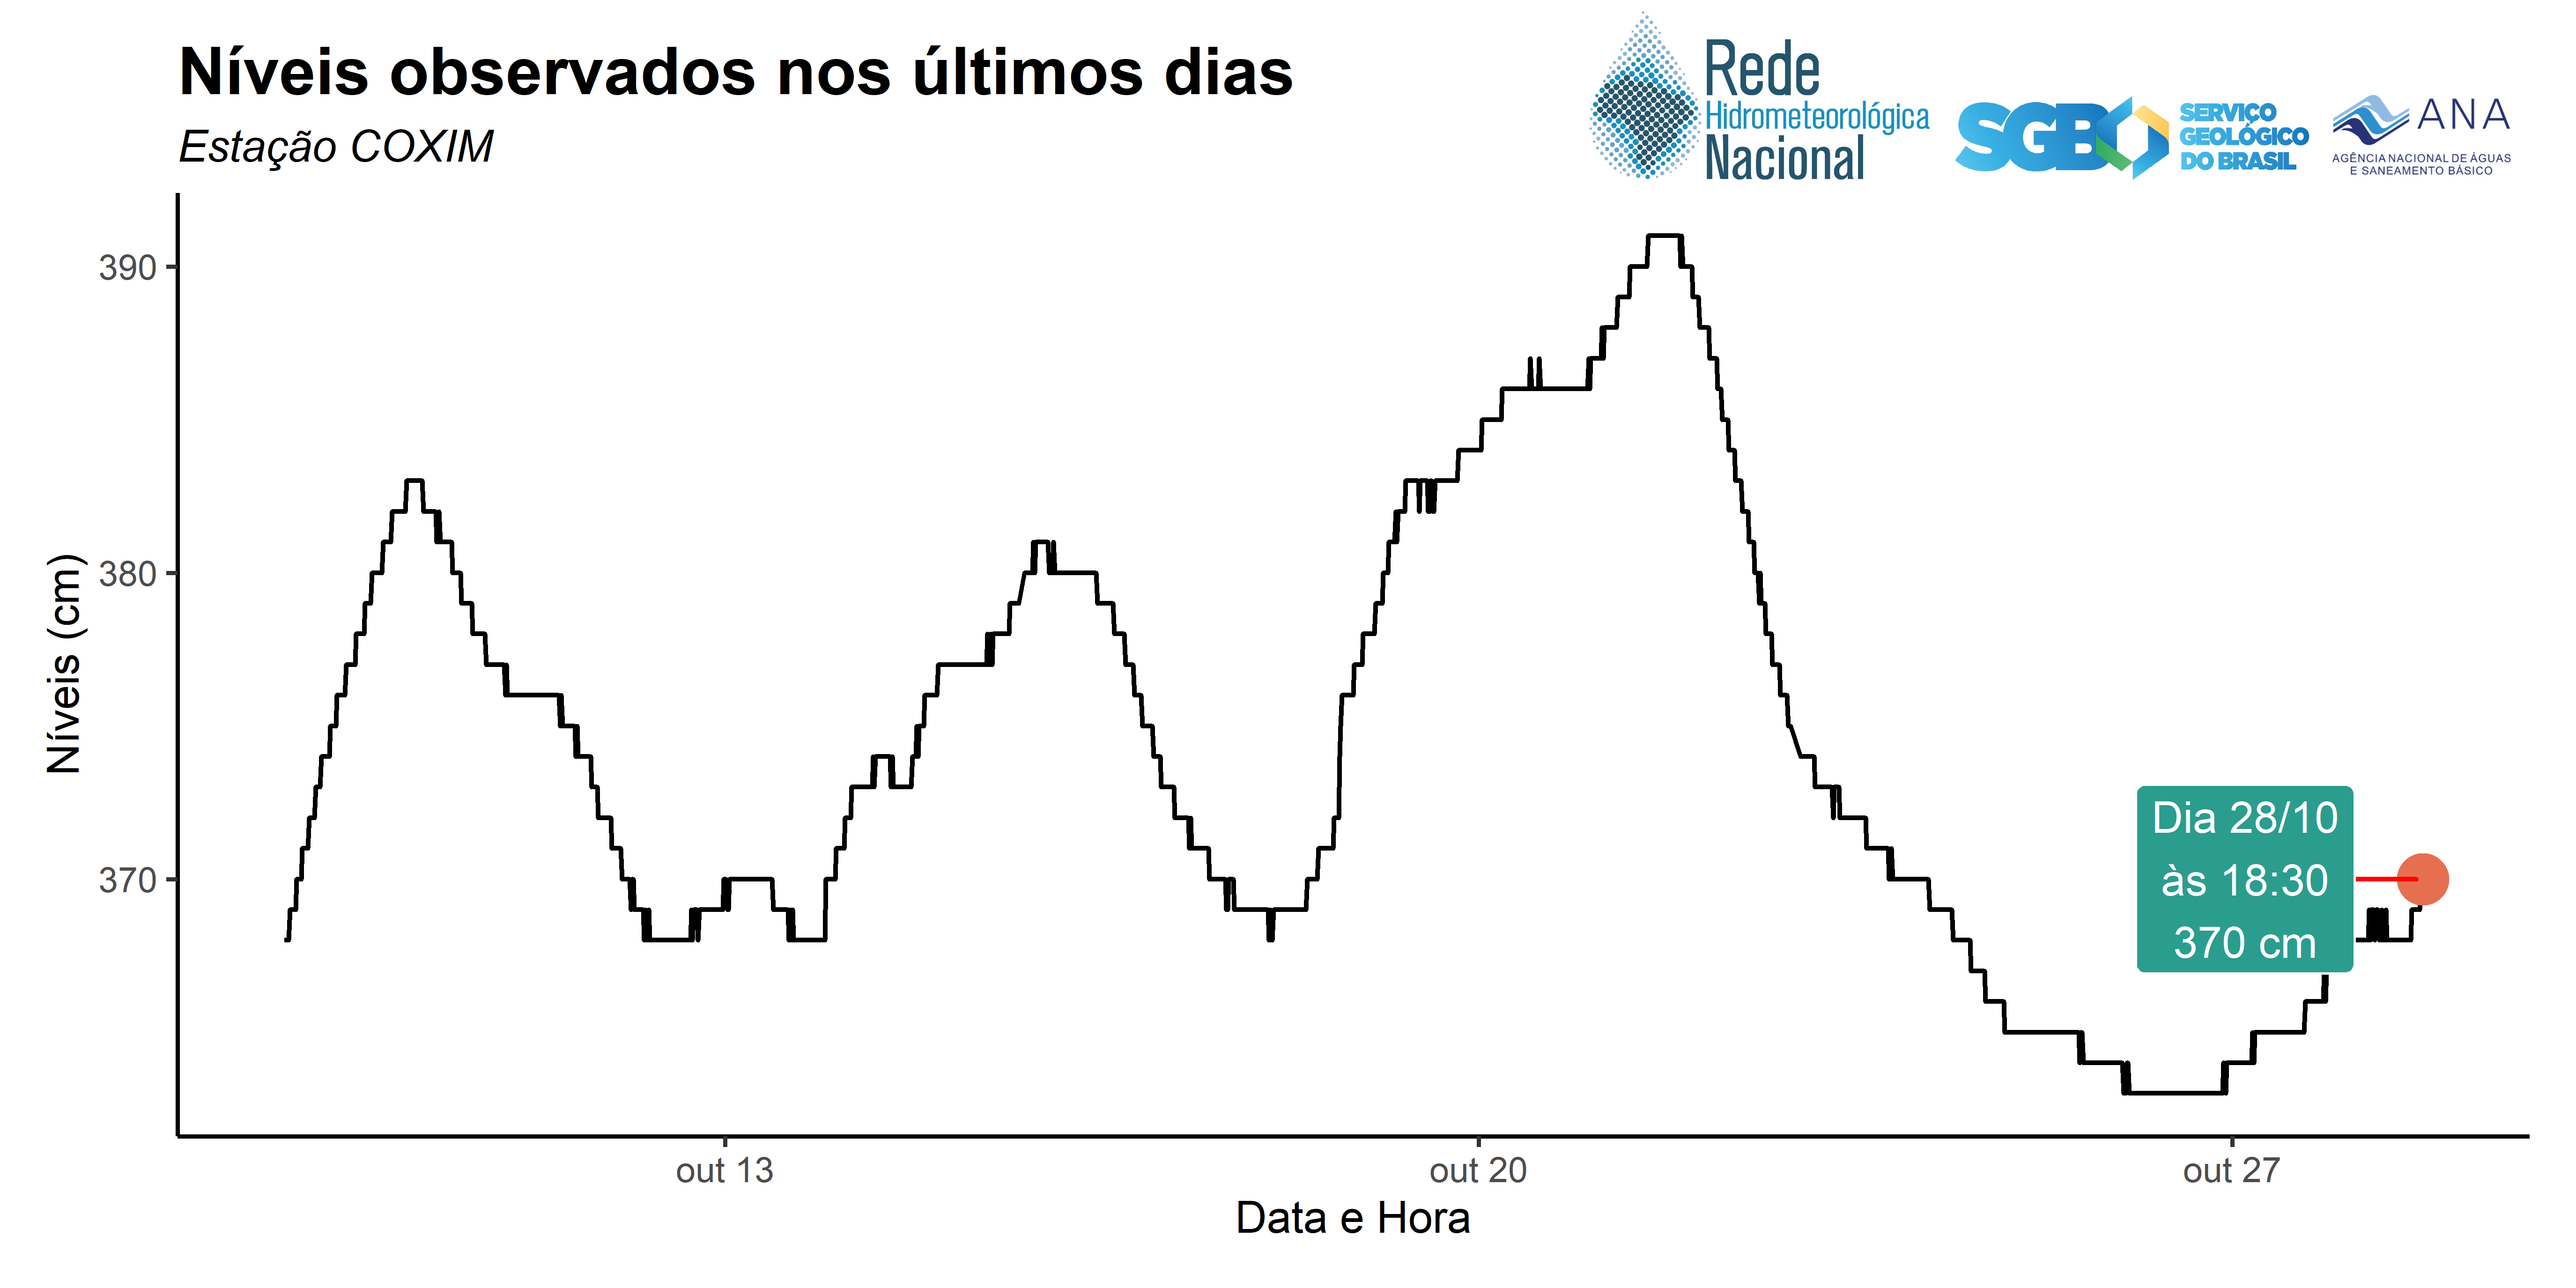 Níveis observados nos últimos dias
Estação COXIM
Rede
Hidrometeorológica
Nacional
SGB
SERVIÇO
GEOLÓGICO
DO BRASIL
ANA
AGÊNCIA NACIONAL DE ÁGUAS
E SANEAMENTO BÁSICO
Níveis (cm)
390
380
370
Dia 28/10
às 18:30
370 cm
out 13
out 20
out 27
Data e Hora